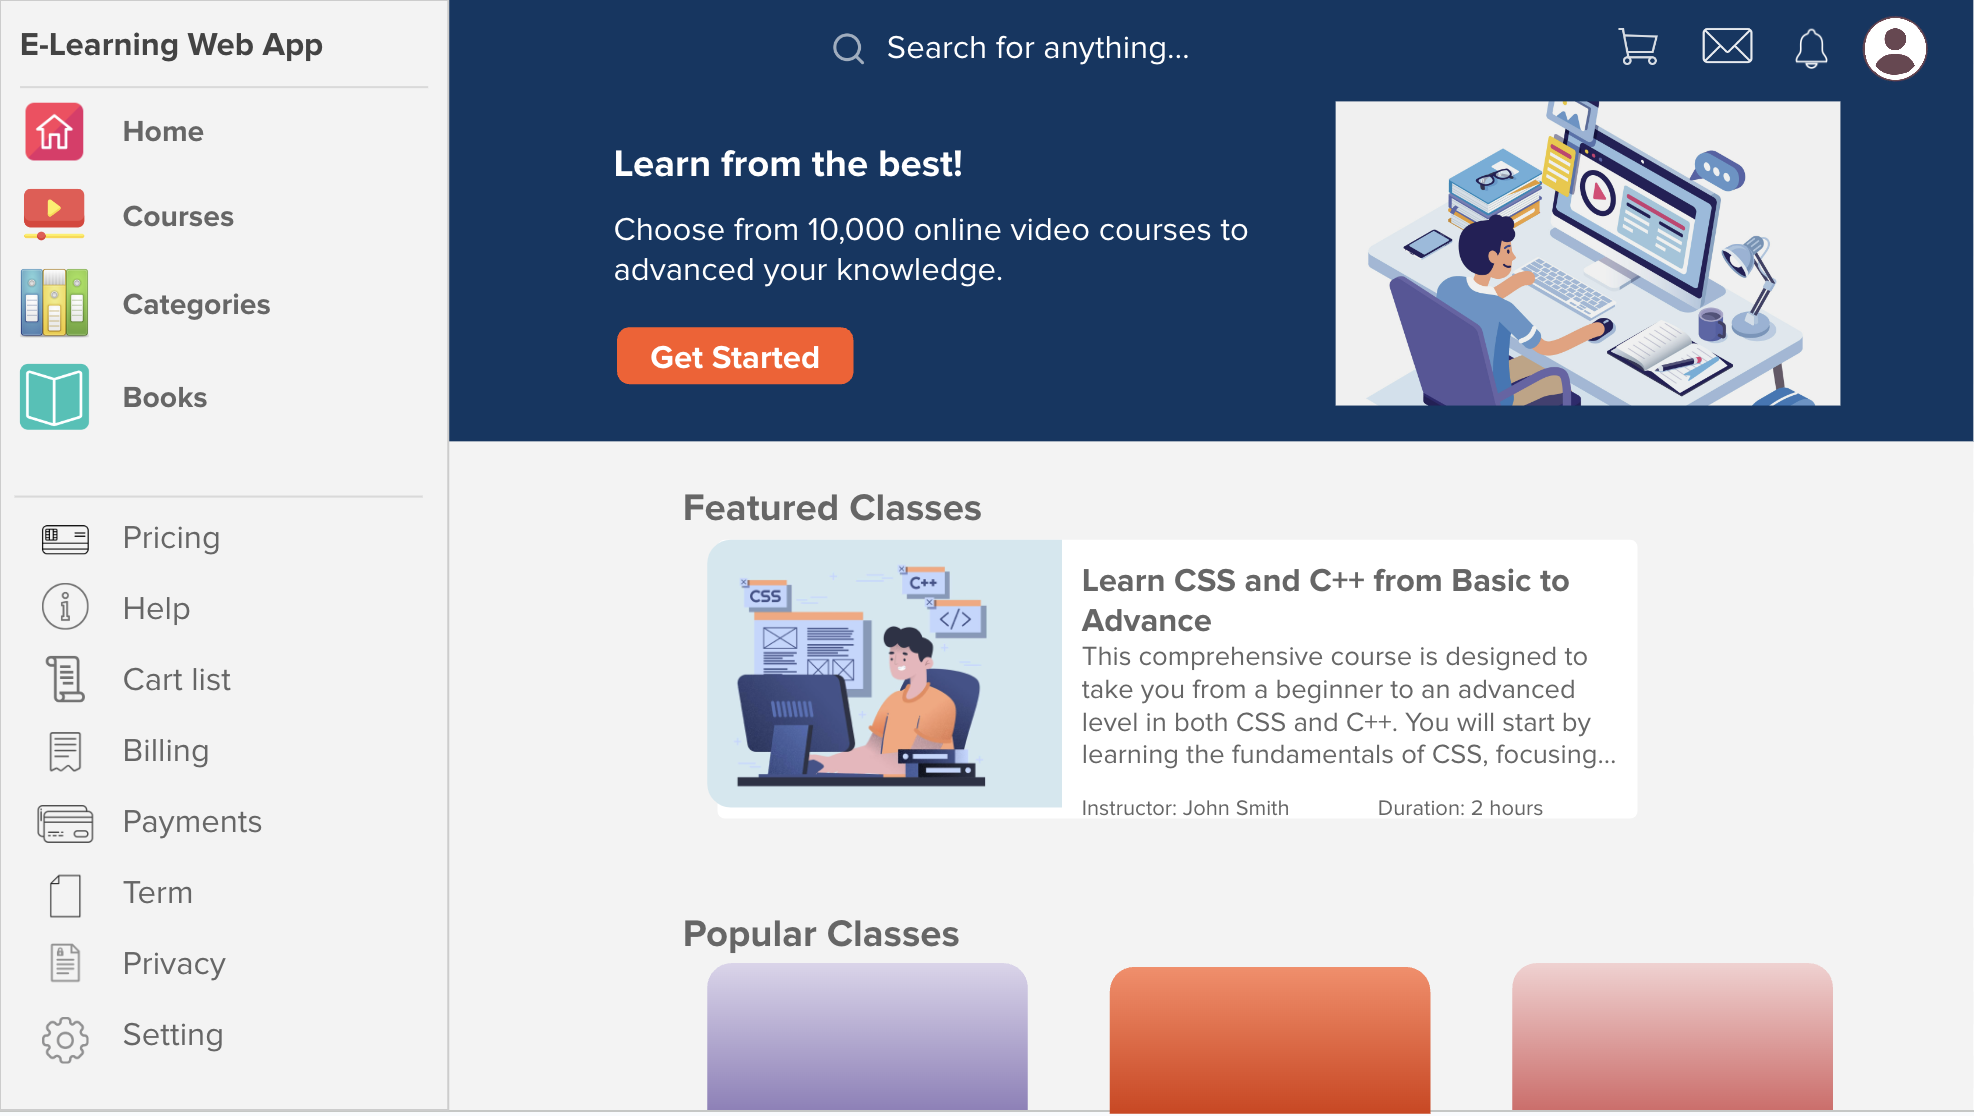 E-Learning Web App
Home
Courses
Categories
Books
Pricing
Help
Cart list
Billing
Payments
Term
Privacy
Setting
Search for anything...
Learn from the best!
Choose from 10,000 online video courses to
advanced your knowledge.
Get Started
Featured Classes
CSS
C++
</>
Learn CSS and C++ from Basic to
Advance
This comprehensive course is designed to
take you from a beginner to an advanced
level in both CSS and C++. You will start by
learning the fundamentals of CSS, focusing...
Instructor: John Smith
Duration: 2 hours
Popular Classes